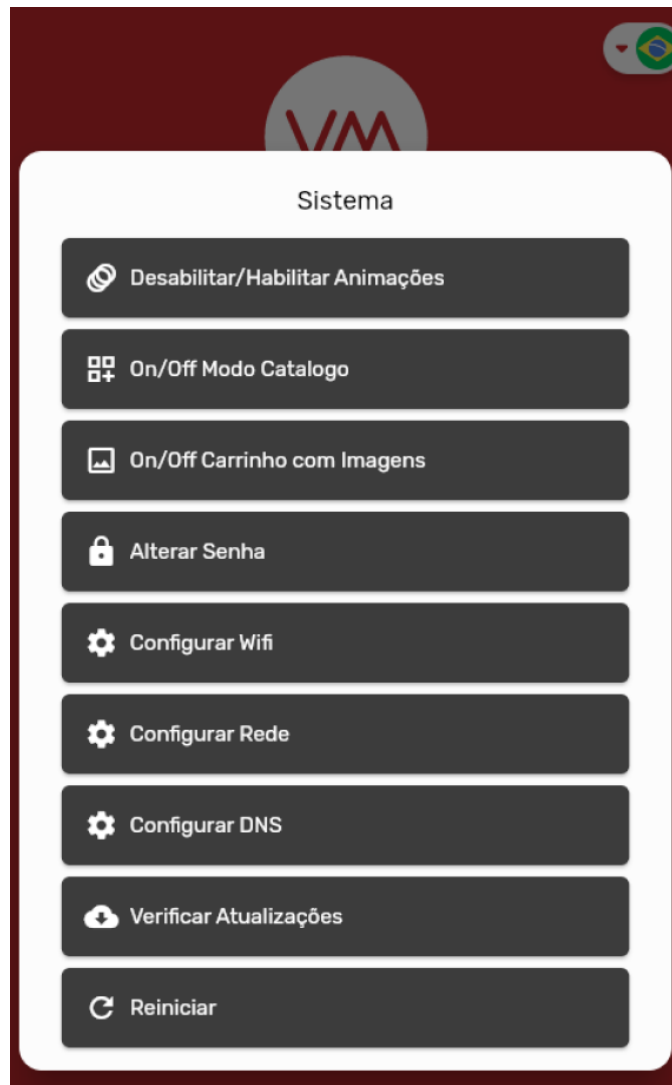 VM
Sistema
Desabilitar/Habilitar Animações
On/Off Modo Catalogo
On/Off Carrinho com Imagens
Alterar Senha
Configurar Wifi
Configurar Rede
Configurar DNS
Verificar Atualizações
Reiniciar